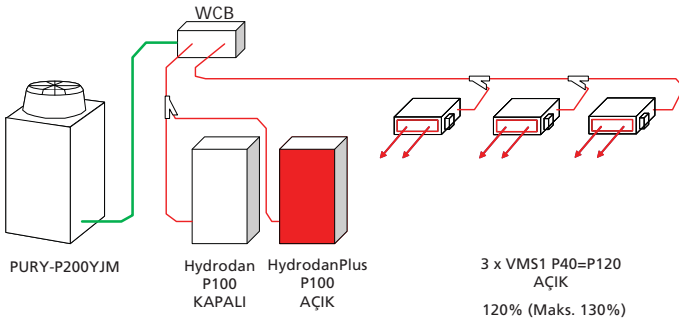 WCB
PURY-P200YJM
Hydrodan
P100
KAPALI
HydrodanPlus
P100
AÇIK
3 x VMS1 P40=P120
AÇIK
120% (Maks. 130%)